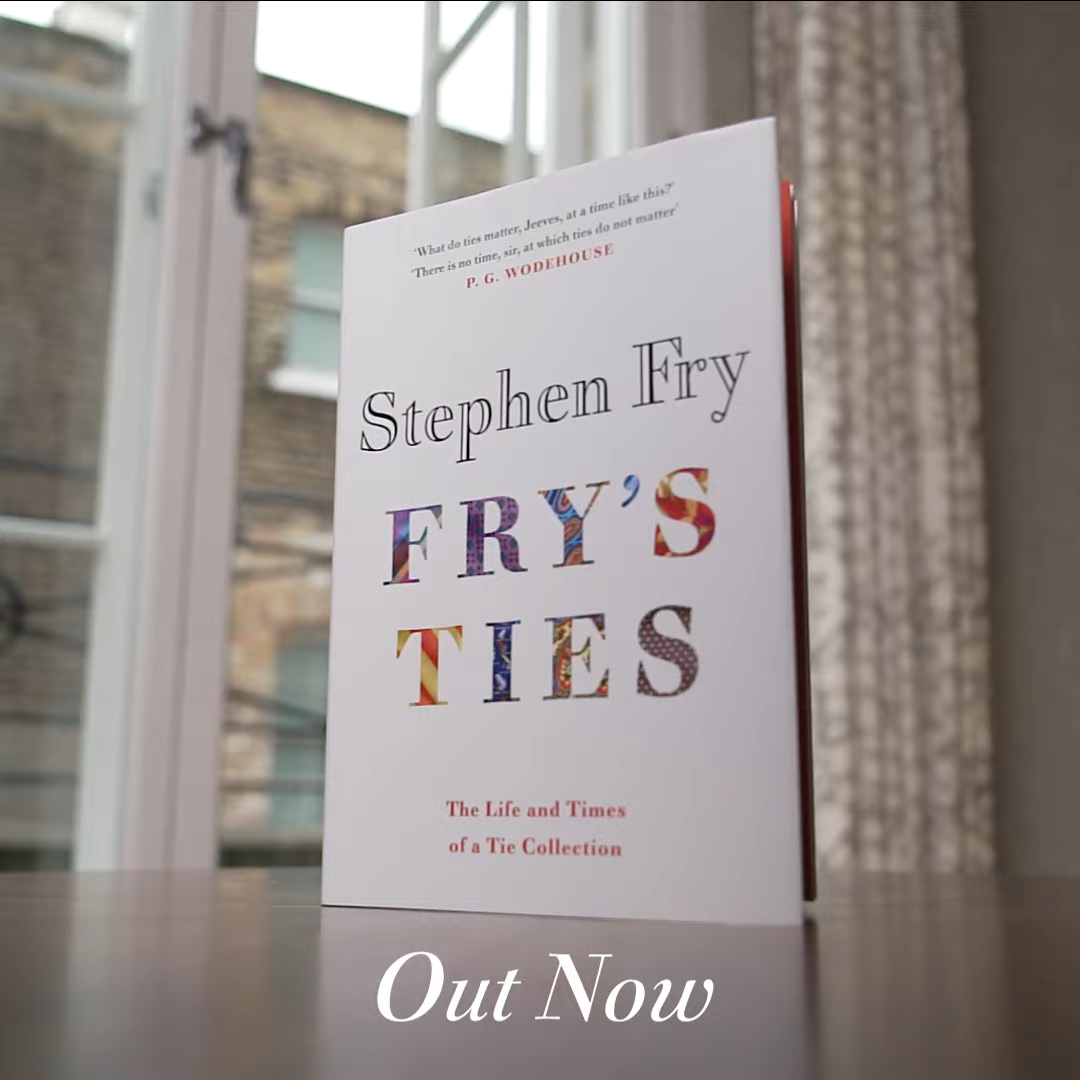 ‘What do ties matter, Jeeves, at a time like this?’
‘There is no time, sir, at which ties do not matter’
P. G. WODEHOUSE
Stephen Fry
FRY’S
TIES
The Life and Times
of a Tie Collection
Out Now